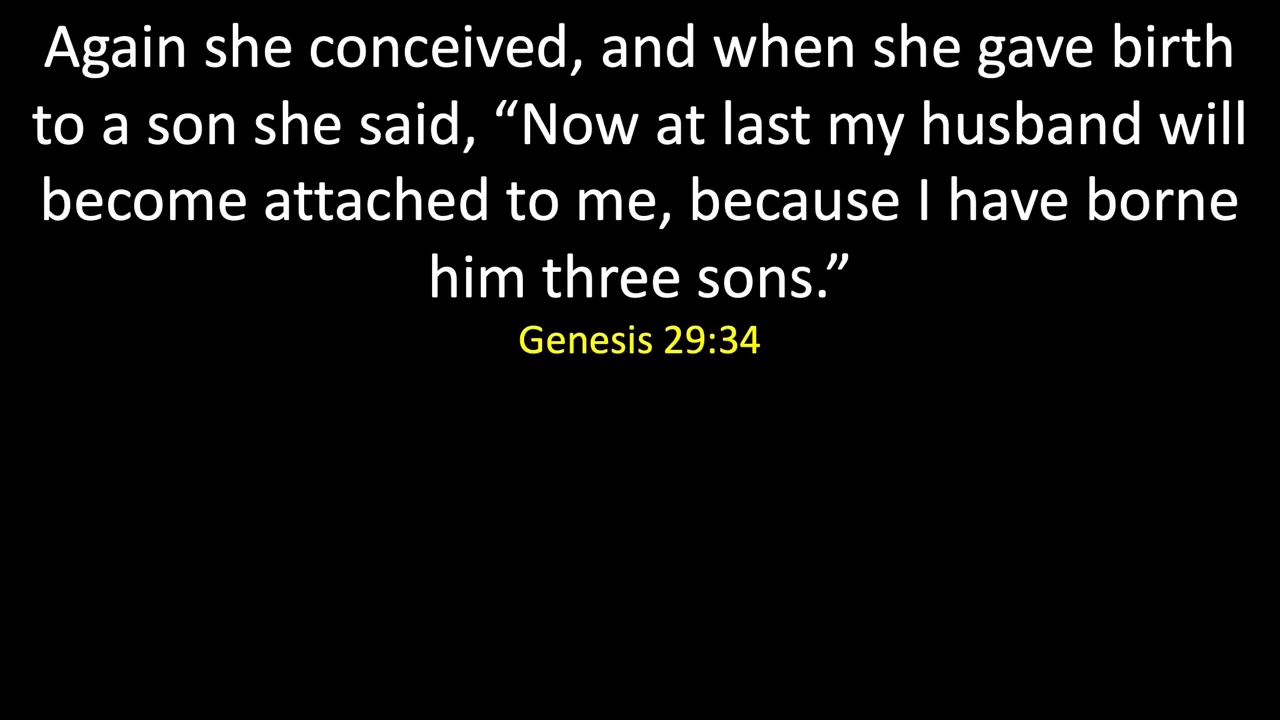 Again she conceived, and when she gave birth
to a son she said, “Now at last my husband will
become attached to me, because I have borne
him three sons.”
Genesis 29:34